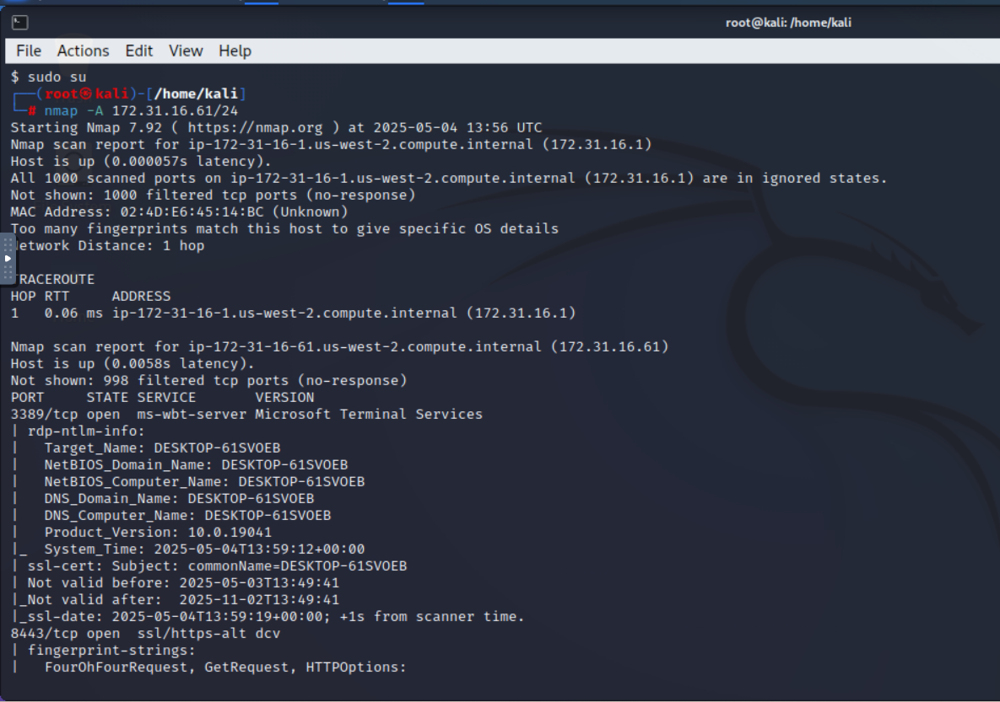 root@kali: /home/kali
File Actions Edit View Help
$ sudo su
┌──(root㉿kali)-[/home/kali]
└─# nmap -A 172.31.16.61/24
Starting Nmap 7.92 ( https://nmap.org ) at 2025-05-04 13:56 UTC
Nmap scan report for ip-172-31-16-1.us-west-2.compute.internal (172.31.16.1)
Host is up (0.000057s latency).
All 1000 scanned ports on ip-172-31-16-1.us-west-2.compute.internal (172.31.16.1) are in ignored states.
Not shown: 1000 filtered tcp ports (no-response)
MAC Address: 02:4D:E6:45:14:BC (Unknown)
Too many fingerprints match this host to give specific OS details
etwork Distance: 1 hop
RACEROUTE
HOP RTT     ADDRESS
1   0.06 ms ip-172-31-16-1.us-west-2.compute.internal (172.31.16.1)
Nmap scan report for ip-172-31-16-61.us-west-2.compute.internal (172.31.16.61)
Host is up (0.0058s latency).
Not shown: 998 filtered tcp ports (no-response)
PORT     STATE SERVICE       VERSION
3389/tcp open  ms-wbt-server Microsoft Terminal Services
| rdp-ntlm-info:
|   Target_Name: DESKTOP-61SVOEB
|   NetBIOS_Domain_Name: DESKTOP-61SVOEB
|   NetBIOS_Computer_Name: DESKTOP-61SVOEB
|   DNS_Domain_Name: DESKTOP-61SVOEB
|   DNS_Computer_Name: DESKTOP-61SVOEB
|   Product_Version: 10.0.19041
|_  System_Time: 2025-05-04T13:59:12+00:00
| ssl-cert: Subject: commonName=DESKTOP-61SVOEB
| Not valid before: 2025-05-03T13:49:41
|_Not valid after:  2025-11-02T13:49:41
|_ssl-date: 2025-05-04T13:59:19+00:00; +1s from scanner time.
8443/tcp open  ssl/https-alt dcv
| fingerprint-strings:
|   FourOhFourRequest, GetRequest, HTTPOptions: